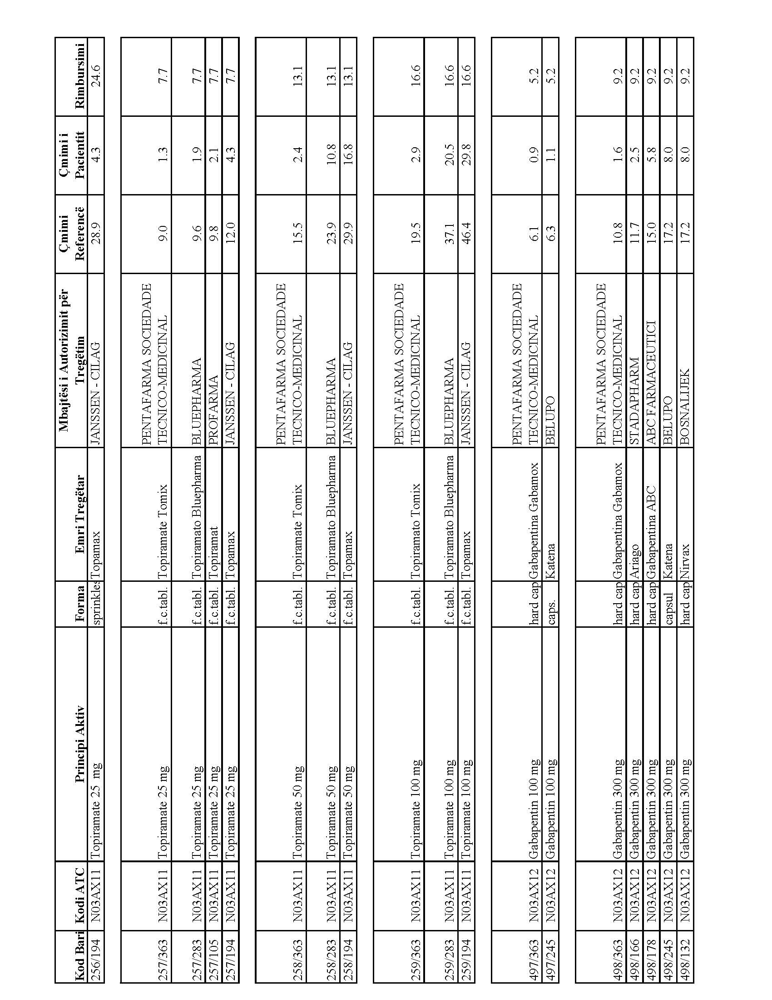 Kod Bari Kodi ATC Principi Aktiv Forma Emri Tregëtar Mbajtësi i Autorizimit për Tregëtim Çmimi Referencë Çmimi i Pacientit Rimbursimi
256/194 N03AX11 Topiramate 25 mg sprinkles Topamax JANSSEN - CILAG 28.9 4.3 24.6
257/363 N03AX11 Topiramate 25 mg f.c.tabl. Topiramate Tomix PENTAFARMA SOCIEDADE TECNICO-MEDICINAL 9.0 1.3 7.7
257/283 N03AX11 Topiramate 25 mg f.c.tabl. Topiramato Bluepharma BLUEPHARMA 9.6 1.9 7.7
257/105 N03AX11 Topiramate 25 mg f.c.tabl. Topiramat PROFARMA 9.8 2.1 7.7
257/194 N03AX11 Topiramate 25 mg f.c.tabl. Topamax JANSSEN - CILAG 12.0 4.3 7.7
258/363 N03AX11 Topiramate 50 mg f.c.tabl. Topiramate Tomix PENTAFARMA SOCIEDADE TECNICO-MEDICINAL 15.5 2.4 13.1
258/283 N03AX11 Topiramate 50 mg f.c.tabl. Topiramato Bluepharma BLUEPHARMA 23.9 10.8 13.1
258/194 N03AX11 Topiramate 50 mg f.c.tabl. Topamax JANSSEN - CILAG 29.9 16.8 13.1
259/363 N03AX11 Topiramate 100 mg f.c.tabl. Topiramato Tomix PENTAFARMA SOCIEDADE TECNICO-MEDICINAL 19.5 2.9 16.6
259/283 N03AX11 Topiramate 100 mg f.c.tabl. Topiramato Bluepharma BLUEPHARMA 37.1 20.5 16.6
259/194 N03AX11 Topiramate 100 mg f.c.tabl. Topamax JANSSEN - CILAG 46.4 29.8 16.6
497/363 N03AX12 Gabapentin 100 mg hard cap Gabapentina Gabamox PENTAFARMA SOCIEDADE TECNICO-MEDICINAL 6.1 0.9 5.2
497/245 N03AX12 Gabapentin 100 mg caps. Katena BELUPO 6.3 1.1 5.2
498/363 N03AX12 Gabapentin 300 mg hard cap Gabapentina Gabamox PENTAFARMA SOCIEDADE TECNICO-MEDICINAL 10.8 1.6 9.2
498/166 N03AX12 Gabapentin 300 mg hard cap Ariago STADAPHARM 11.7 2.5 9.2
498/178 N03AX12 Gabapentin 300 mg hard cap Gabapentina ABC ABC FARMACEUTICI 15.0 5.8 9.2
498/245 N03AX12 Gabapentin 300 mg capsul Katena BELUPO 17.2 8.0 9.2
498/132 N03AX12 Gabapentin 300 mg hard cap Nirvax BOSNALIJEK 17.2 8.0 9.2